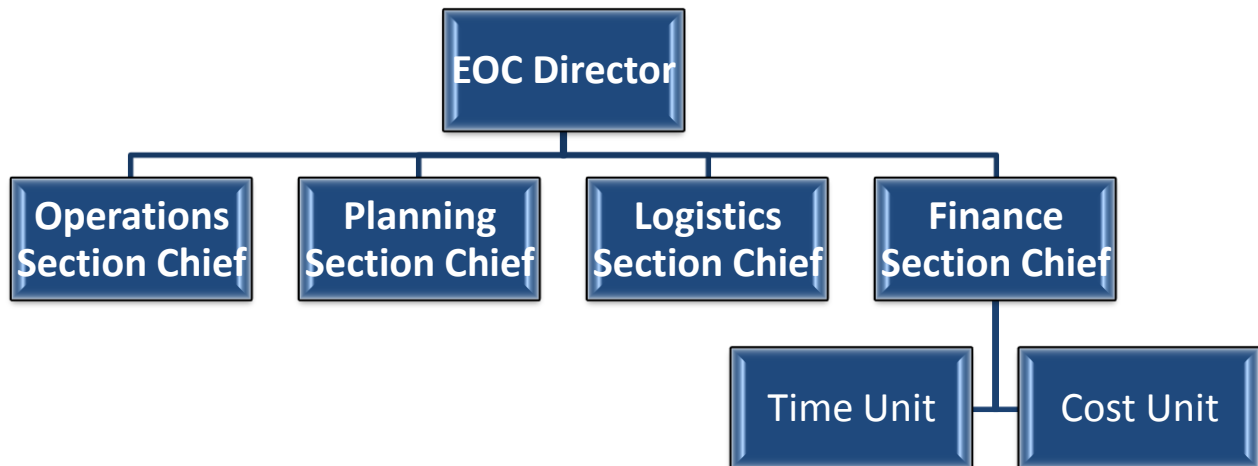 EOC Director
Operations
Section Chief
Planning
Section Chief
Logistics
Section Chief
Finance
Section Chief
Time Unit
Cost Unit